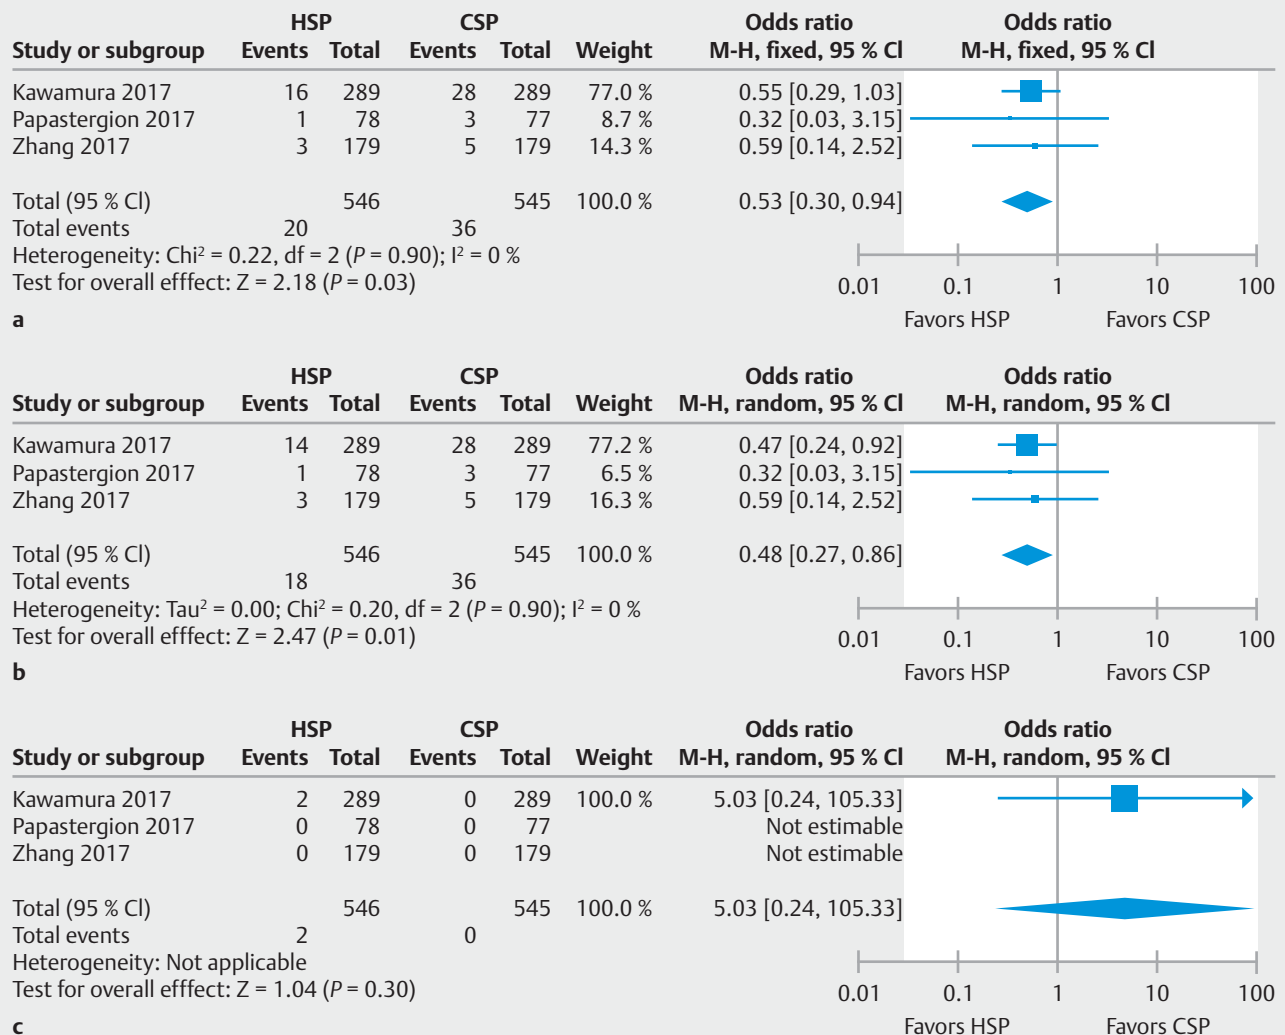 HSP CSP Odds ratio Odds ratio
Study or subgroup Events Total Events Total Weight M-H, fixed, 95 % Cl M-H, fixed, 95 % Cl
Kawamura 2017 16 289 28 289 77.0 % 0.55 [0.29, 1.03]
Papastergion 2017 1 78 3 77 8.7 % 0.32 [0.03, 3.15]
Zhang 2017 3 179 5 179 14.3 % 0.59 [0.14, 2.52]
Total (95 % Cl) 546 545 100.0 % 0.53 [0.30, 0.94]
Total events 20 36
Heterogeneity: Chi² = 0.22, df = 2 (P = 0.90); I² = 0 %
Test for overall efffect: Z = 2.18 (P = 0.03)
0.01 0.1 1 10 100
a Favors HSP Favors CSP
HSP CSP Odds ratio Odds ratio
Study or subgroup Events Total Events Total Weight M-H, random, 95 % Cl M-H, random, 95 % Cl
Kawamura 2017 14 289 28 289 77.2 % 0.47 [0.24, 0.92]
Papastergion 2017 1 78 3 77 6.5 % 0.32 [0.03, 3.15]
Zhang 2017 3 179 5 179 16.3 % 0.59 [0.14, 2.52]
Total (95 % Cl) 546 545 100.0 % 0.48 [0.27, 0.86]
Total events 18 36
Heterogeneity: Tau² = 0.00; Chi² = 0.20, df = 2 (P = 0.90); I² = 0 %
Test for overall efffect: Z = 2.47 (P = 0.01)
0.01 0.1 1 10 100
b Favors HSP Favors CSP
HSP CSP Odds ratio Odds ratio
Study or subgroup Events Total Events Total Weight M-H, random, 95 % Cl M-H, random, 95 % Cl
Kawamura 2017 2 289 0 289 100.0 % 5.03 [0.24, 105.33]
Papastergion 2017 0 78 0 77 Not estimable
Zhang 2017 0 179 0 179 Not estimable
Total (95 % Cl) 546 545 100.0 % 5.03 [0.24, 105.33]
Total events 2 0
Heterogeneity: Not applicable
Test for overall efffect: Z = 1.04 (P = 0.30)
0.01 0.1 1 10 100
c Favors HSP Favors CSP